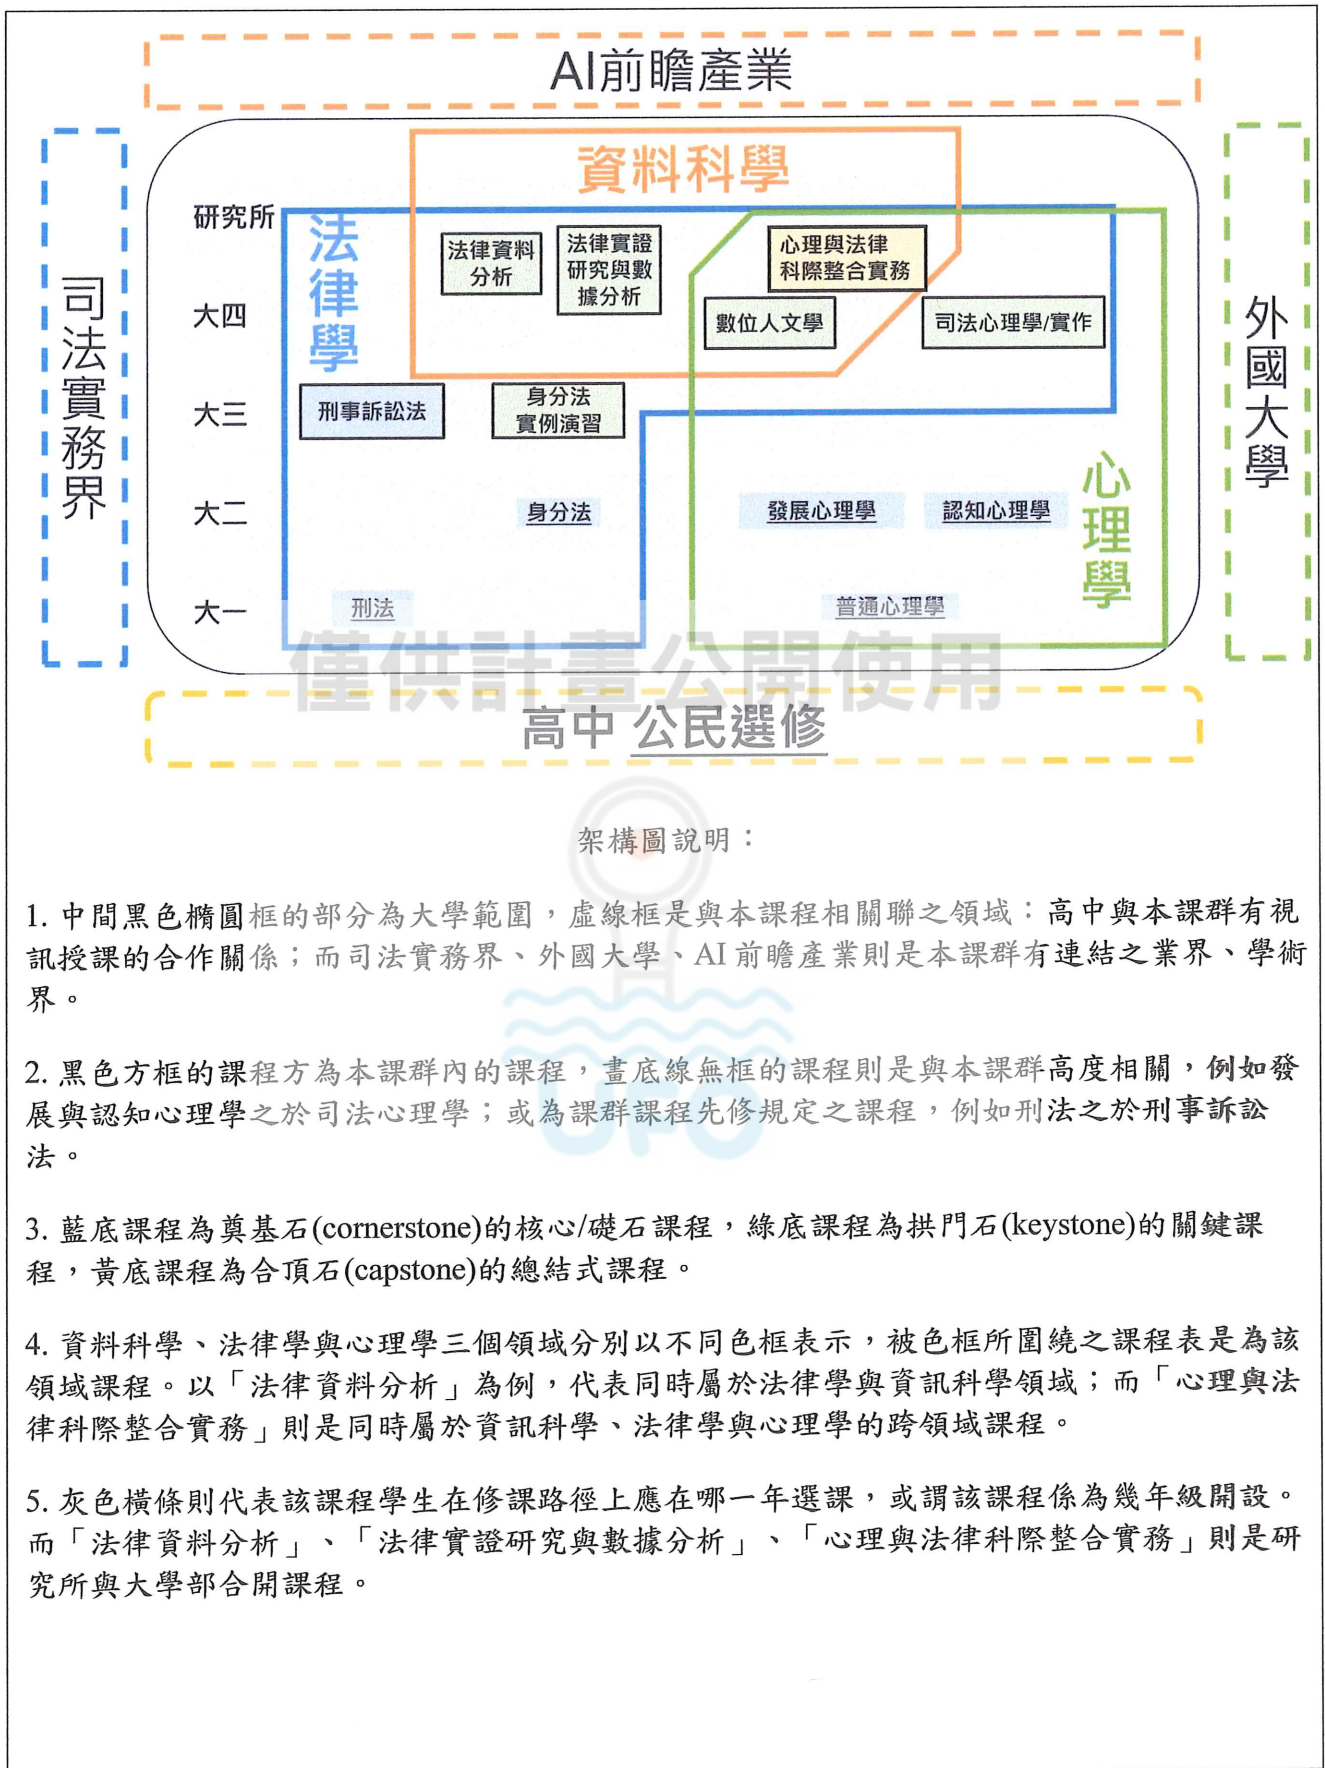 AI前瞻產業
司法實務界
外國大學
資料科學
法律學
心理學
研究所
法律資料
分析
法律實證
研究與數
據分析
心理與法律
科際整合實務
大四
數位人文學
司法心理學/實作
大三
刑事訴訟法
身分法
實例演習
大二
身分法
發展心理學
認知心理學
大一
刑法
普通心理學
僅供計畫公開使用
高中 公民選修
架構圖說明：
1. 中間黑色橢圓框的部分為大學範圍，虛線框是與本課程相關聯之領域：高中與本課群有視
訊授課的合作關係；而司法實務界、外國大學、AI 前瞻產業則是本課群有連結之業界、學術
界。
2. 黑色方框的課程方為本課群內的課程，畫底線無框的課程則是與本課群高度相關，例如發
展與認知心理學之於司法心理學；或為課群課程先修規定之課程，例如刑法之於刑事訴訟
法。
3. 藍底課程為奠基石(cornerstone)的核心/礎石課程，綠底課程為拱門石(keystone)的關鍵課
程，黃底課程為合頂石(capstone)的總結式課程。
4. 資料科學、法律學與心理學三個領域分別以不同色框表示，被色框所圍繞之課程表是為該
領域課程。以「法律資料分析」為例，代表同時屬於法律學與資訊科學領域；而「心理與法
律科際整合實務」則是同時屬於資訊科學、法律學與心理學的跨領域課程。
5. 灰色橫條則代表該課程學生在修課路徑上應在哪一年選課，或謂該課程係為幾年級開設。
而「法律資料分析」、「法律實證研究與數據分析」、「心理與法律科際整合實務」則是研
究所與大學部合開課程。
UFO